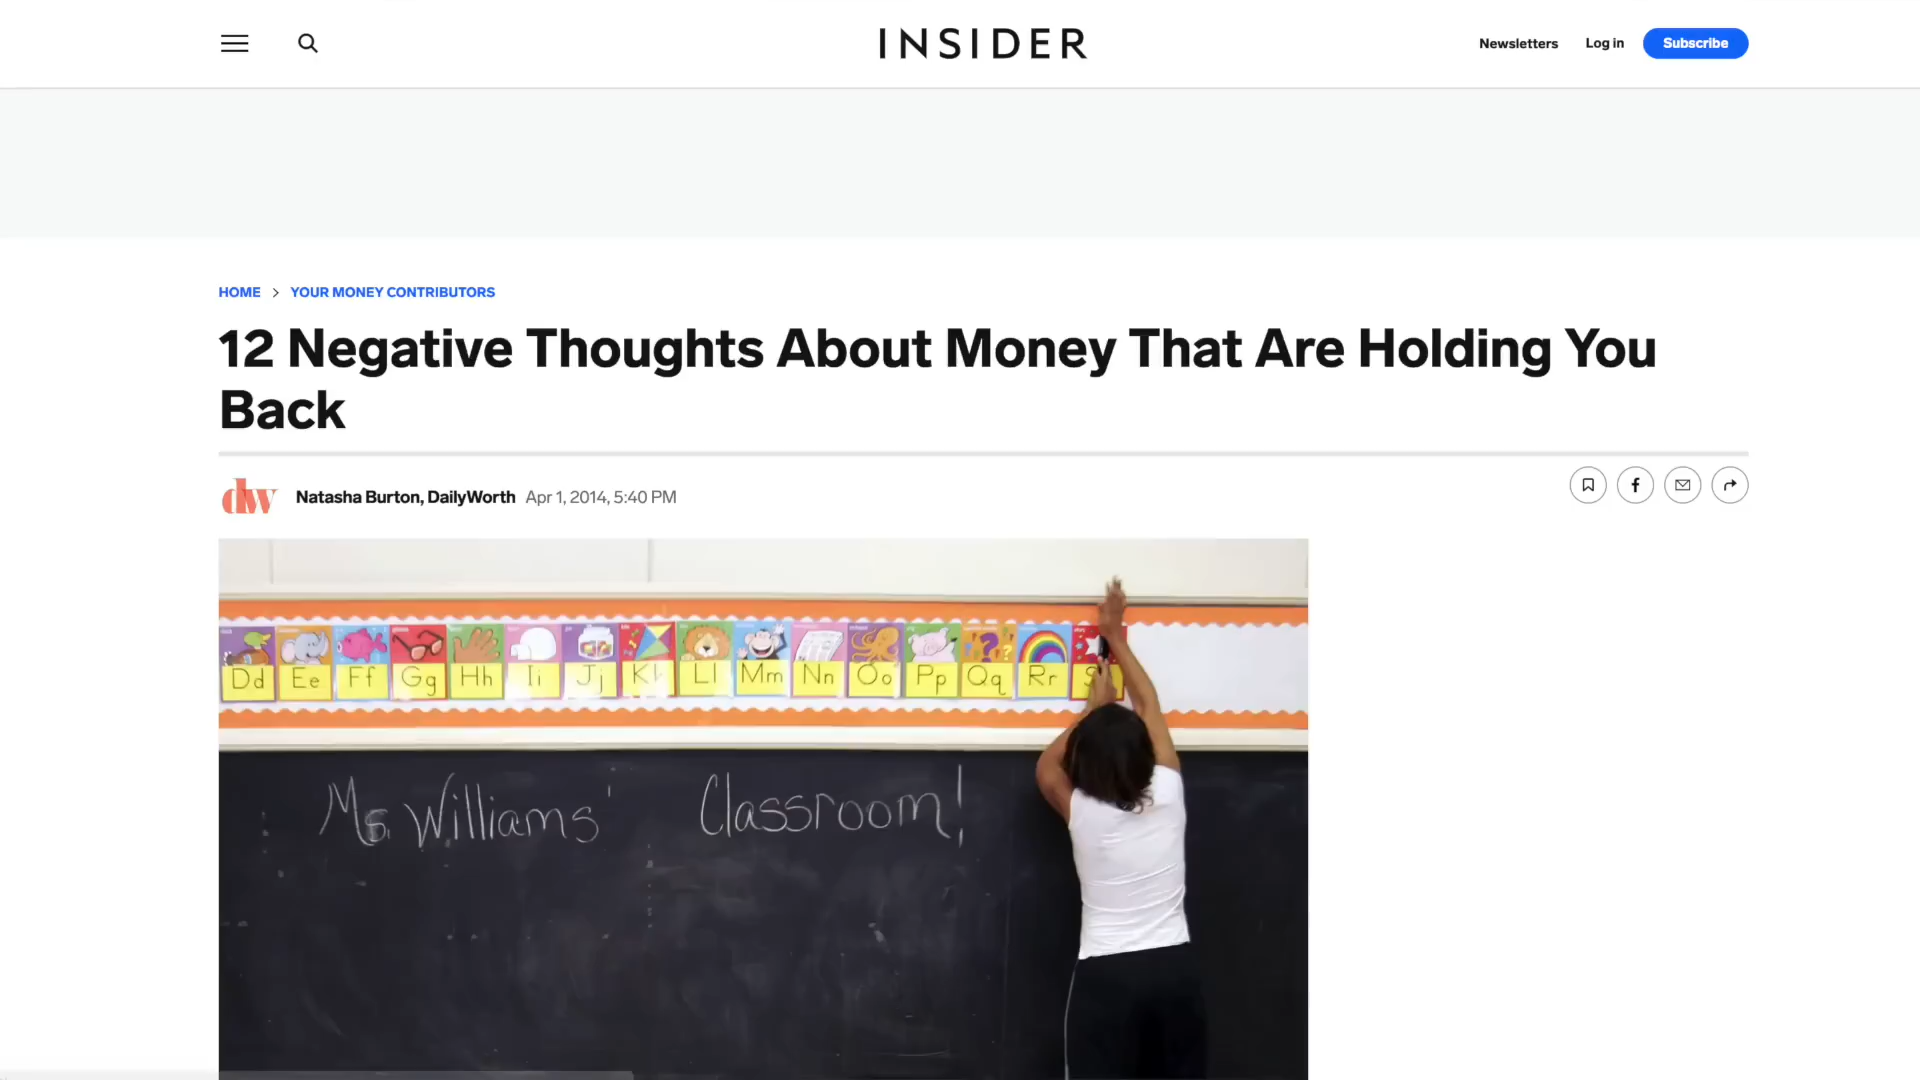 INSIDER
Newsletters
Log in
Subscribe
HOME > YOUR MONEY CONTRIBUTORS
12 Negative Thoughts About Money That Are Holding You
Back
dw
Natasha Burton, DailyWorth Apr 1, 2014, 5:40 PM
Dd Ee Ff Gg Hh Ii Jj Kk Ll Mm Nn Oo Pp Qq Rr
Ms. Williams' Classroom!